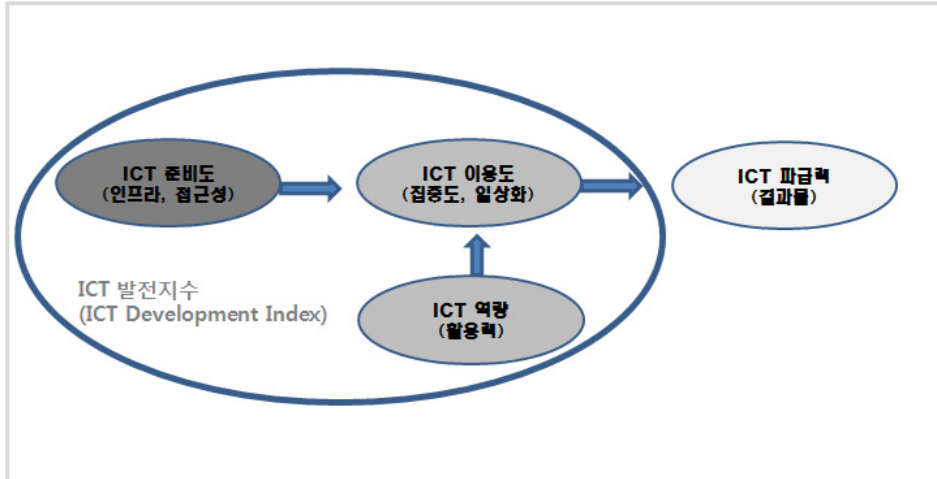 ICT 준비도
(인프라, 접근성)
ICT 이용도
(집중도, 일상화)
ICT 파급력
(결과물)
ICT 발전지수
(ICT Development Index)
ICT 역량
(활용력)